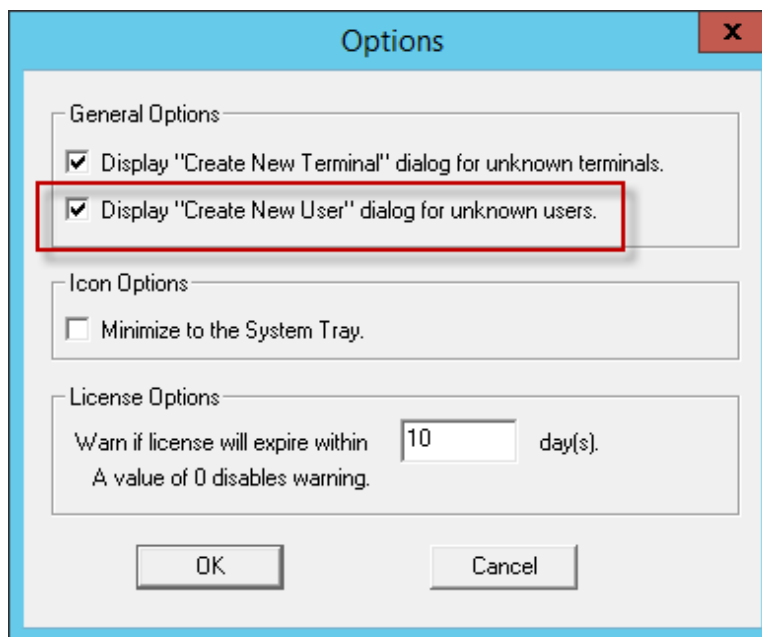 Options
x
General Options
Display "Create New Terminal" dialog for unknown terminals.
Display "Create New User" dialog for unknown users.
Icon Options
Minimize to the System Tray.
License Options
Warn if license will expire within 10 day(s).
A value of 0 disables warning.
OK Cancel